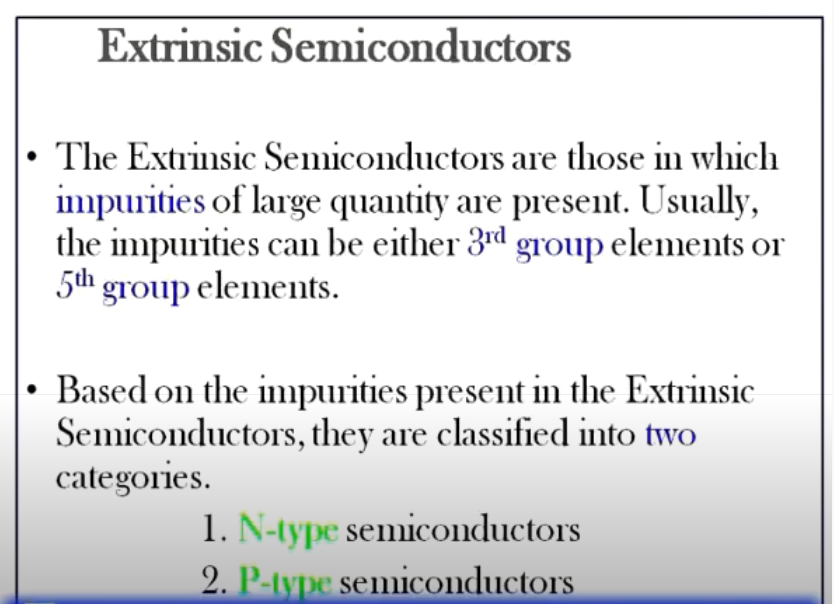 Extrinsic Semiconductors
• The Extrinsic Semiconductors are those in which
impurities of large quantity are present. Usually,
the impurities can be either 3rd group elements or
5th group elements.
• Based on the impurities present in the Extrinsic
Semiconductors, they are classified into two
categories.
1. N-type semiconductors
2. P-type semiconductors